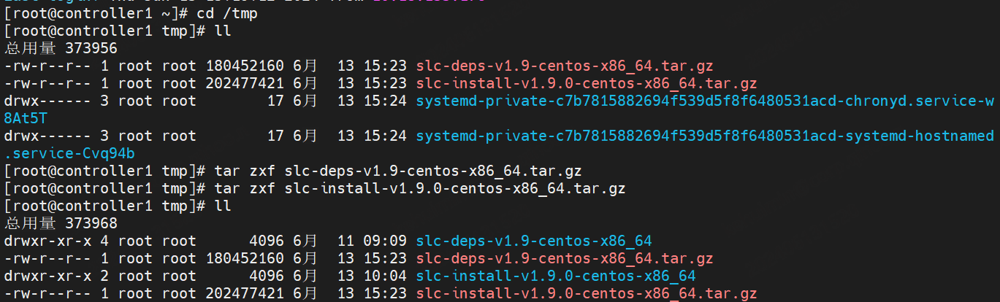 [root@controller1 ~]# cd /tmp
[root@controller1 tmp]# ll
总用量 373956
-rw-r--r-- 1 root root 180452160 6月  13 15:23 slc-deps-v1.9-centos-x86_64.tar.gz
-rw-r--r-- 1 root root 202477421 6月  13 15:23 slc-install-v1.9.0-centos-x86_64.tar.gz
drwx------ 3 root root        17 6月  13 15:24 systemd-private-c7b7815882694f539d5f8f6480531acd-chronyd.service-w
8At5T
drwx------ 3 root root        17 6月  13 15:24 systemd-private-c7b7815882694f539d5f8f6480531acd-systemd-hostnamed
.service-Cvq94b
[root@controller1 tmp]# tar zxf slc-deps-v1.9-centos-x86_64.tar.gz
[root@controller1 tmp]# tar zxf slc-install-v1.9.0-centos-x86_64.tar.gz
[root@controller1 tmp]# ll
总用量 373968
drwxr-xr-x 4 root root      4096 6月  11 09:09 slc-deps-v1.9-centos-x86_64
-rw-r--r-- 1 root root 180452160 6月  13 15:23 slc-deps-v1.9-centos-x86_64.tar.gz
drwxr-xr-x 2 root root      4096 6月  13 10:04 slc-install-v1.9.0-centos-x86_64
-rw-r--r-- 1 root root 202477421 6月  13 15:23 slc-install-v1.9.0-centos-x86_64.tar.gz